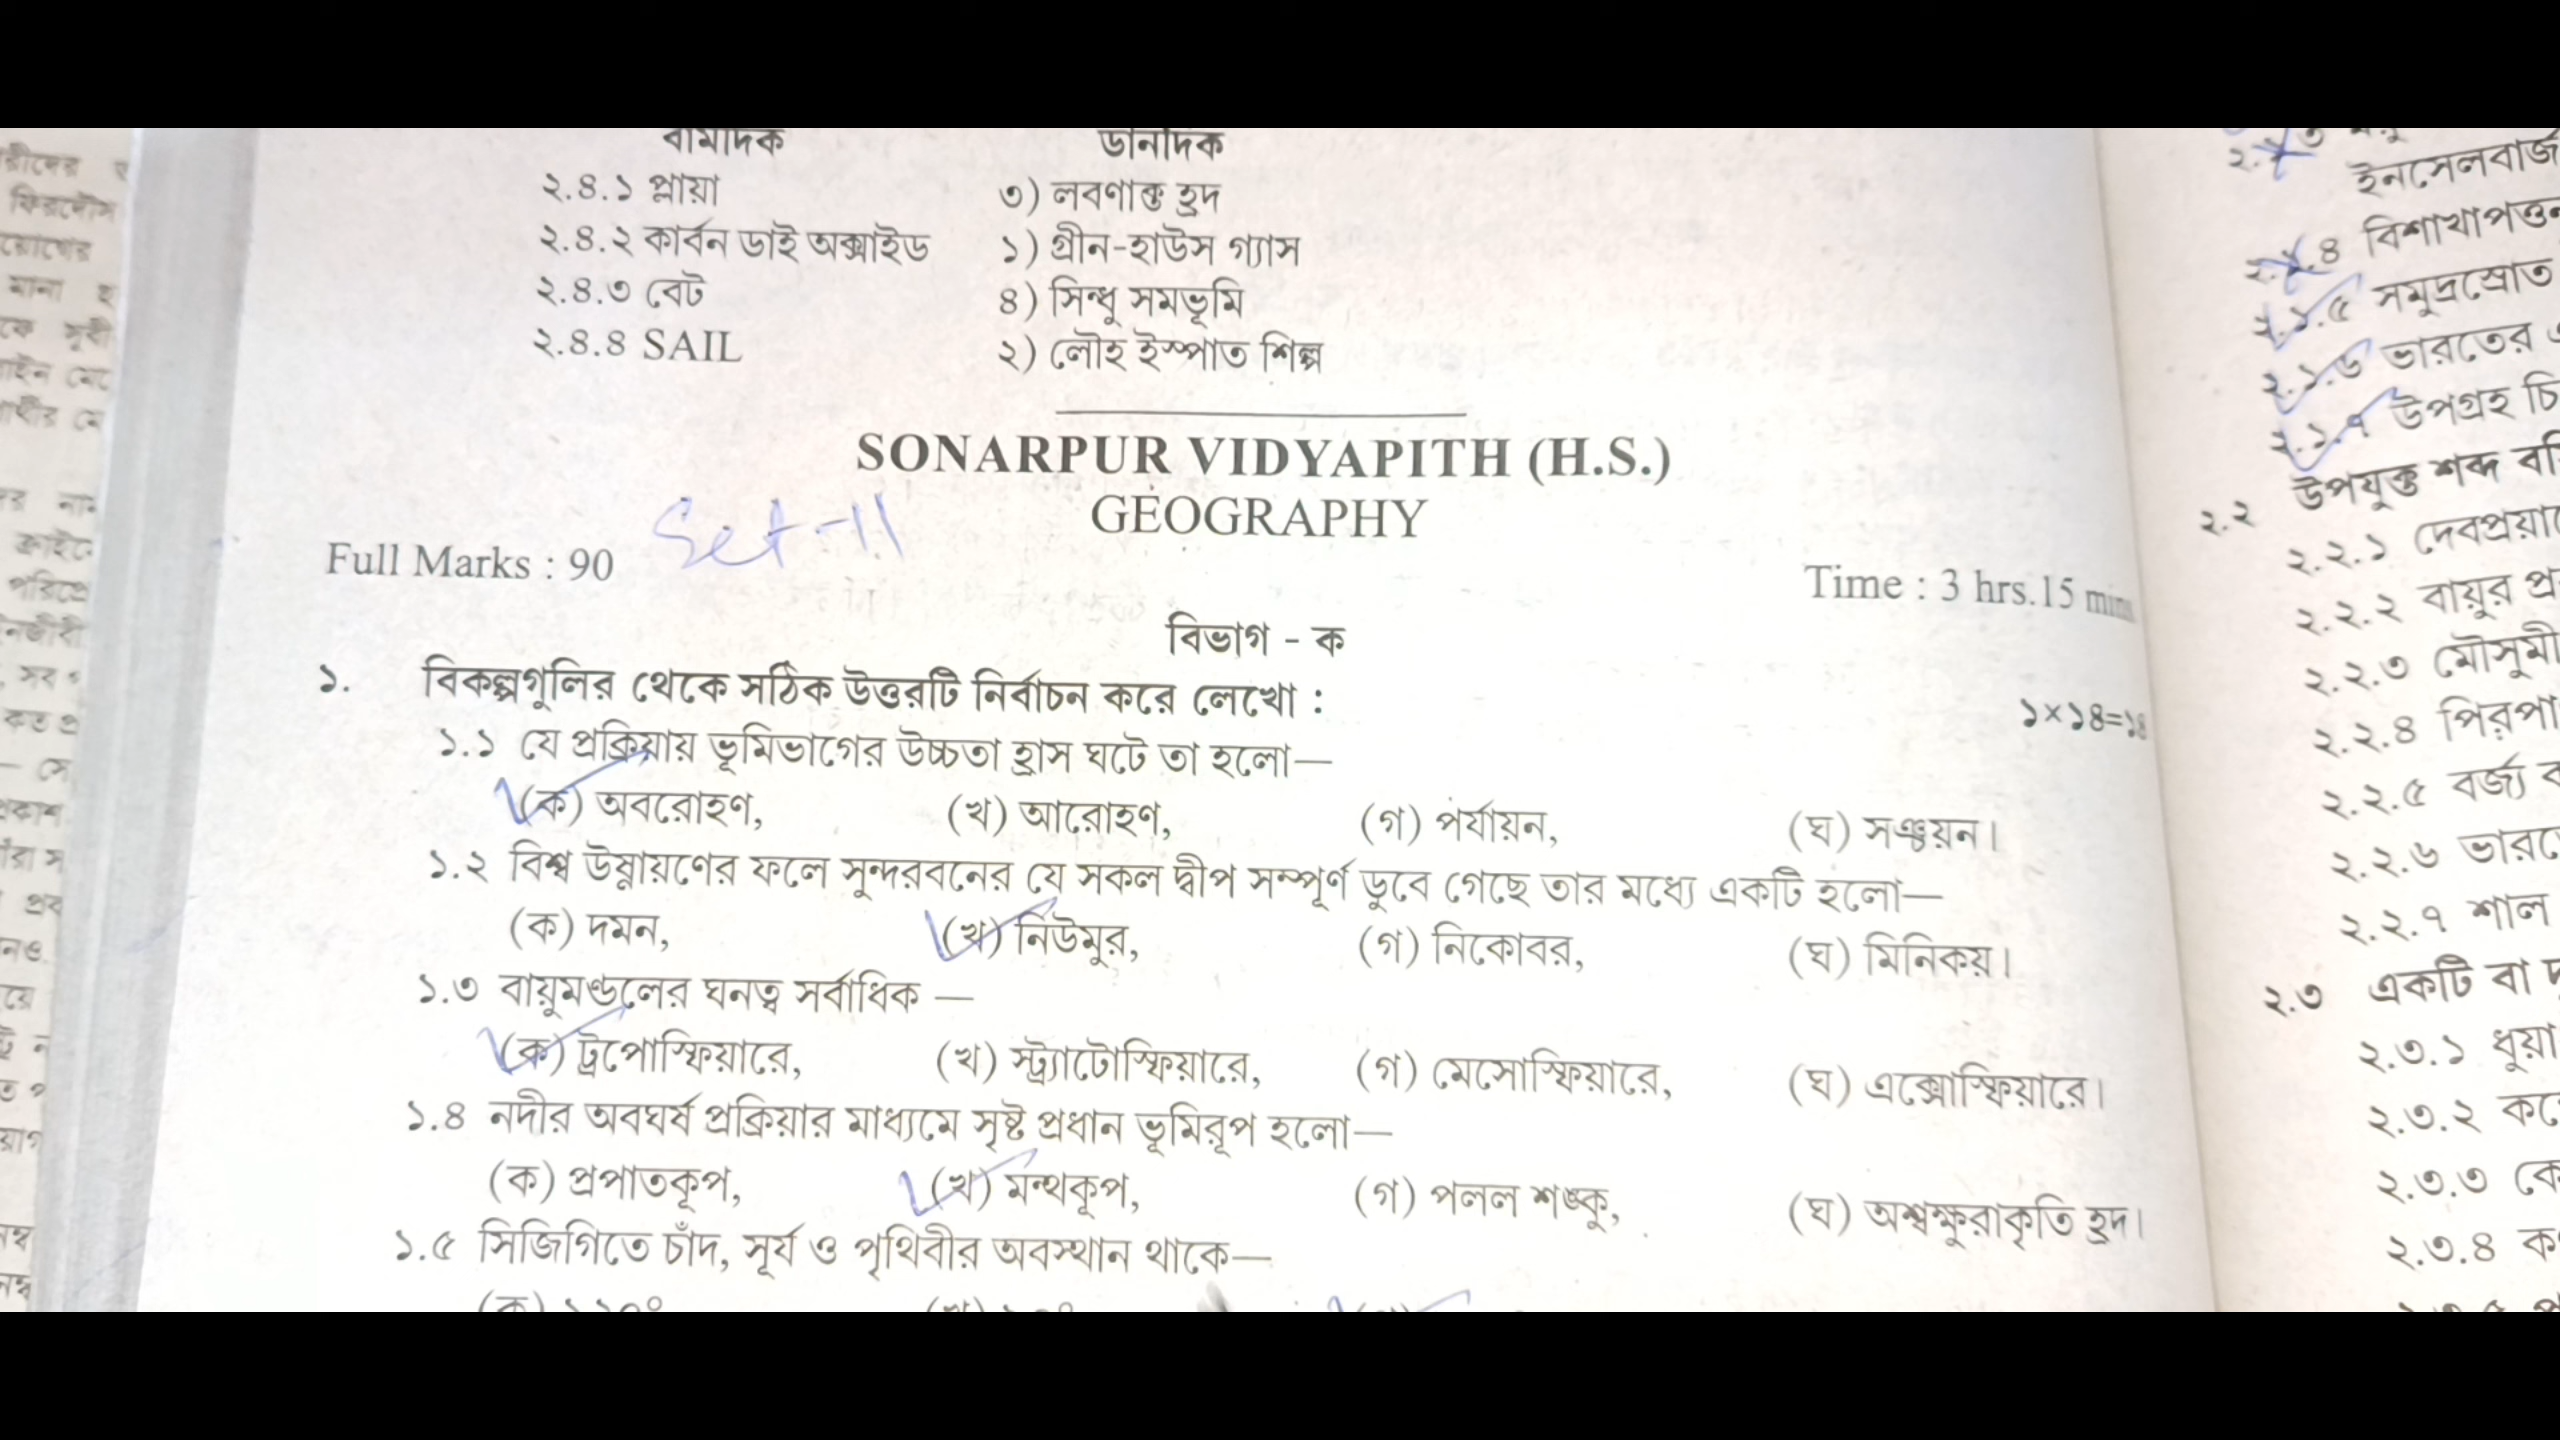 বামদিক ডানদিক
২.৪.১ প্লায়া ৩) লবণাক্ত হ্রদ
২.৪.২ কার্বন ডাই অক্সাইড ১) গ্রীন-হাউস গ্যাস
২.৪.৩ বেট ৪) সিন্ধু সমভূমি
২.৪.৪ SAIL ২) লৌহ ইস্পাত শিল্প
SONARPUR VIDYAPITH (H.S.)
GEOGRAPHY
Set-11
Full Marks : 90 Time : 3 hrs.15 mins
বিভাগ - ক
১. বিকল্পগুলির থেকে সঠিক উত্তরটি নির্বাচন করে লেখো : ১×১৪=১৪
১.১ যে প্রক্রিয়ায় ভূমিভাগের উচ্চতা হ্রাস ঘটে তা হলো—
(ক) অবরোহণ, (খ) আরোহণ, (গ) পর্যায়ন, (ঘ) সঞ্চয়ন।
১.২ বিশ্ব উষ্ণায়ণের ফলে সুন্দরবনের যে সকল দ্বীপ সম্পূর্ণ ডুবে গেছে তার মধ্যে একটি হলো—
(ক) দমন, (খ) নিউমুর, (গ) নিকোবর, (ঘ) মিনিকয়।
১.৩ বায়ুমণ্ডলের ঘনত্ব সর্বাধিক —
(ক) ট্রপোস্ফিয়ারে, (খ) স্ট্র্যাটোস্ফিয়ারে, (গ) মেসোস্ফিয়ারে, (ঘ) এক্সোস্ফিয়ারে।
১.৪ নদীর অবঘর্ষ প্রক্রিয়ার মাধ্যমে সৃষ্ট প্রধান ভূমিরূপ হলো—
(ক) প্রপাতকূপ, (খ) মন্থকূপ, (গ) পলল শঙ্কু, (ঘ) অশ্বক্ষুরাকৃতি হ্রদ।
১.৫ সিজিগিতে চাঁদ, সূর্য ও পৃথিবীর অবস্থান থাকে—
ইনসেলবার্জ
২.১.৪ বিশাখাপত্তন
২.১.৫ সমুদ্রস্রোত
২.১.৬ ভারতের
২.১.৭ উপগ্রহ
২.২ উপযুক্ত শব্দ
২.২.১
২.২.২ বায়ুর
২.২.৩ মৌসুমী
২.২.৪
২.২.৫ বর্জ্য
২.২.৬
২.২.৭ শাল
২.৩ একটি বা
২.৩.১
২.৩.২
২.৩.৩
২.৩.৪